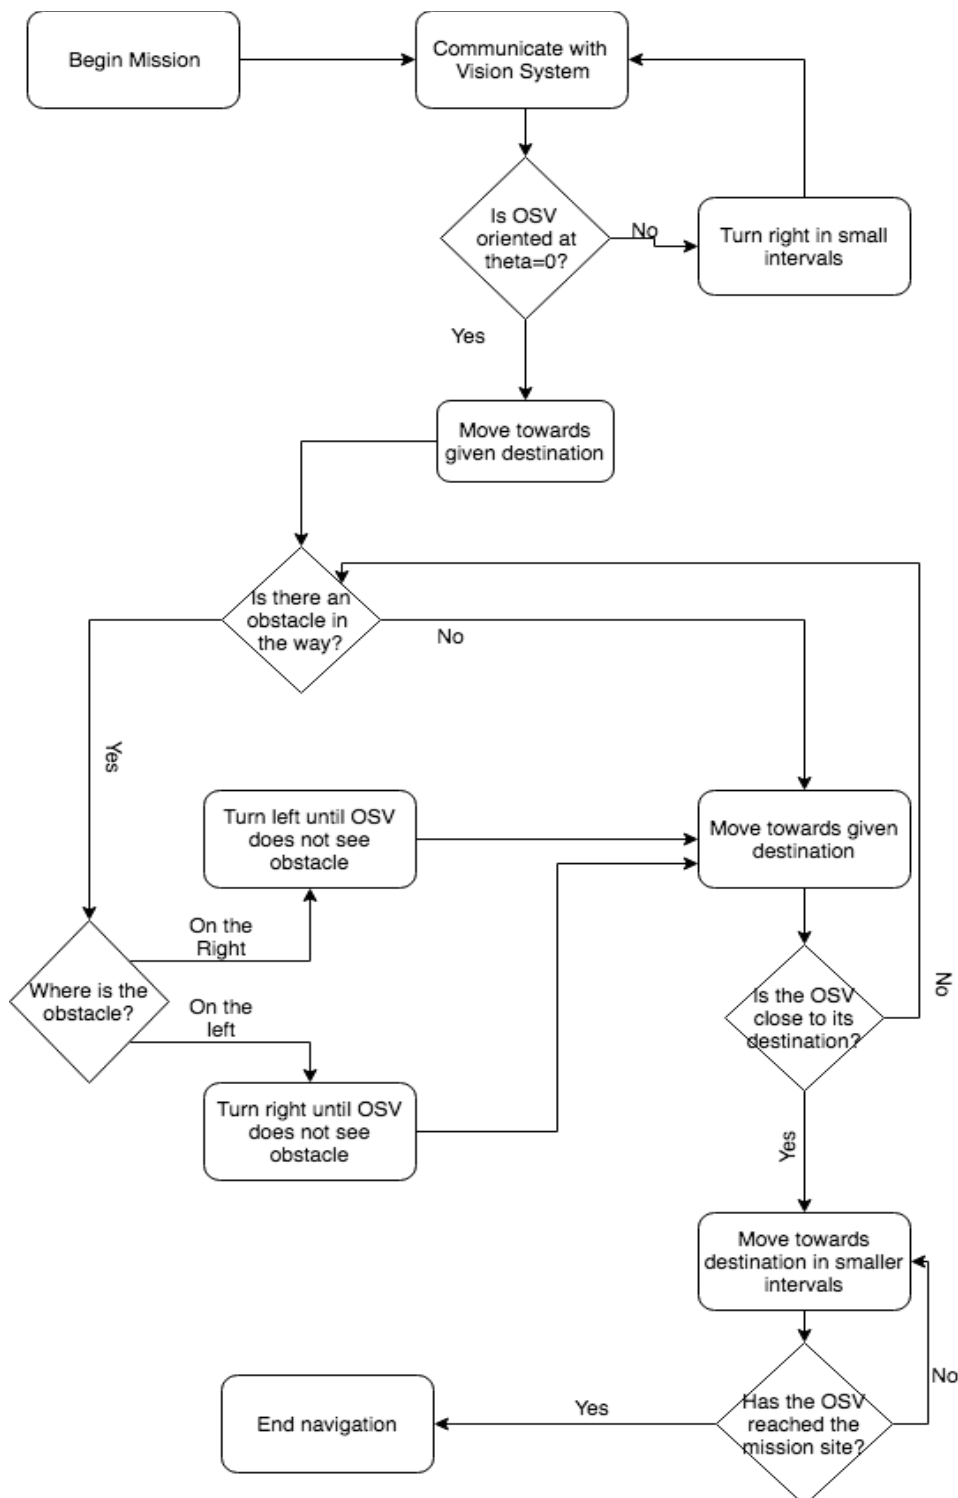 Begin Mission
Communicate with
Vision System
Is OSV
oriented at
theta=0?
No
Turn right in small
intervals
Yes
Move towards
given destination
Is there an
obstacle in
the way?
No
Yes
Turn left until OSV
does not see
obstacle
Move towards given
destination
On the
Right
Where is the
obstacle?
On the
left
Is the OSV
close to its
destination?
No
Turn right until OSV
does not see
obstacle
Yes
Move towards
destination in smaller
intervals
No
Has the OSV
reached the
mission site?
Yes
End navigation